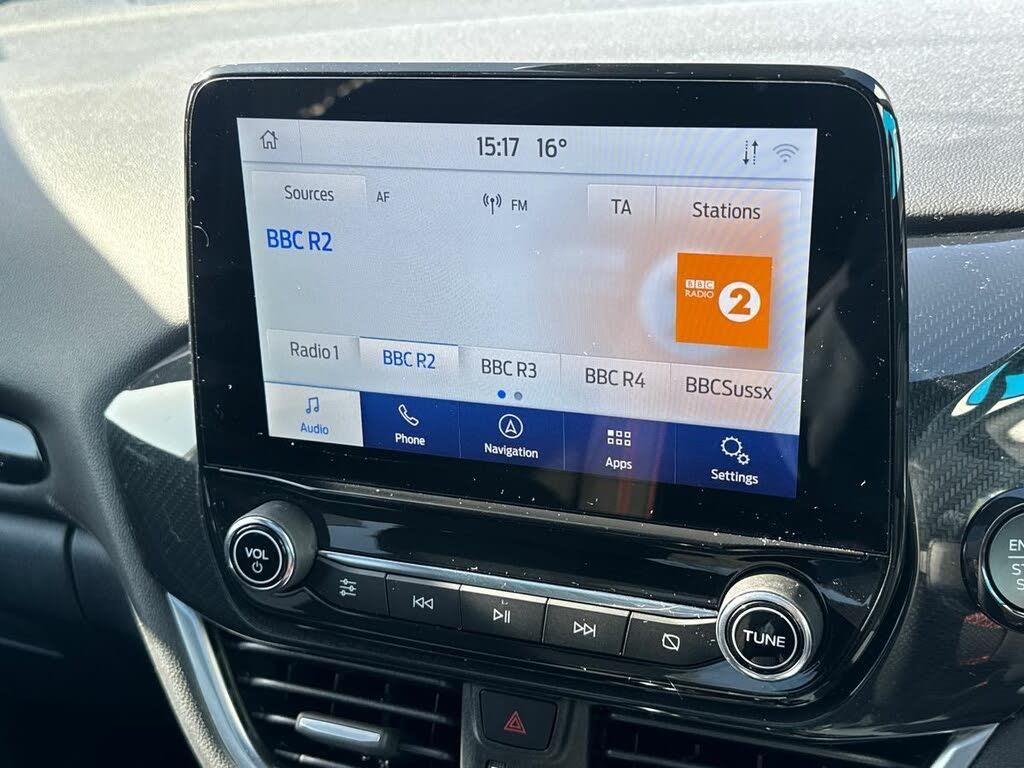 15:17 16°
Sources AF FM TA Stations
BBC R2
BBC
RADIO 2
Radio 1 BBC R2 BBC R3 BBC R4 BBCSussx
Audio Phone Navigation Apps Settings
VOL
TUNE